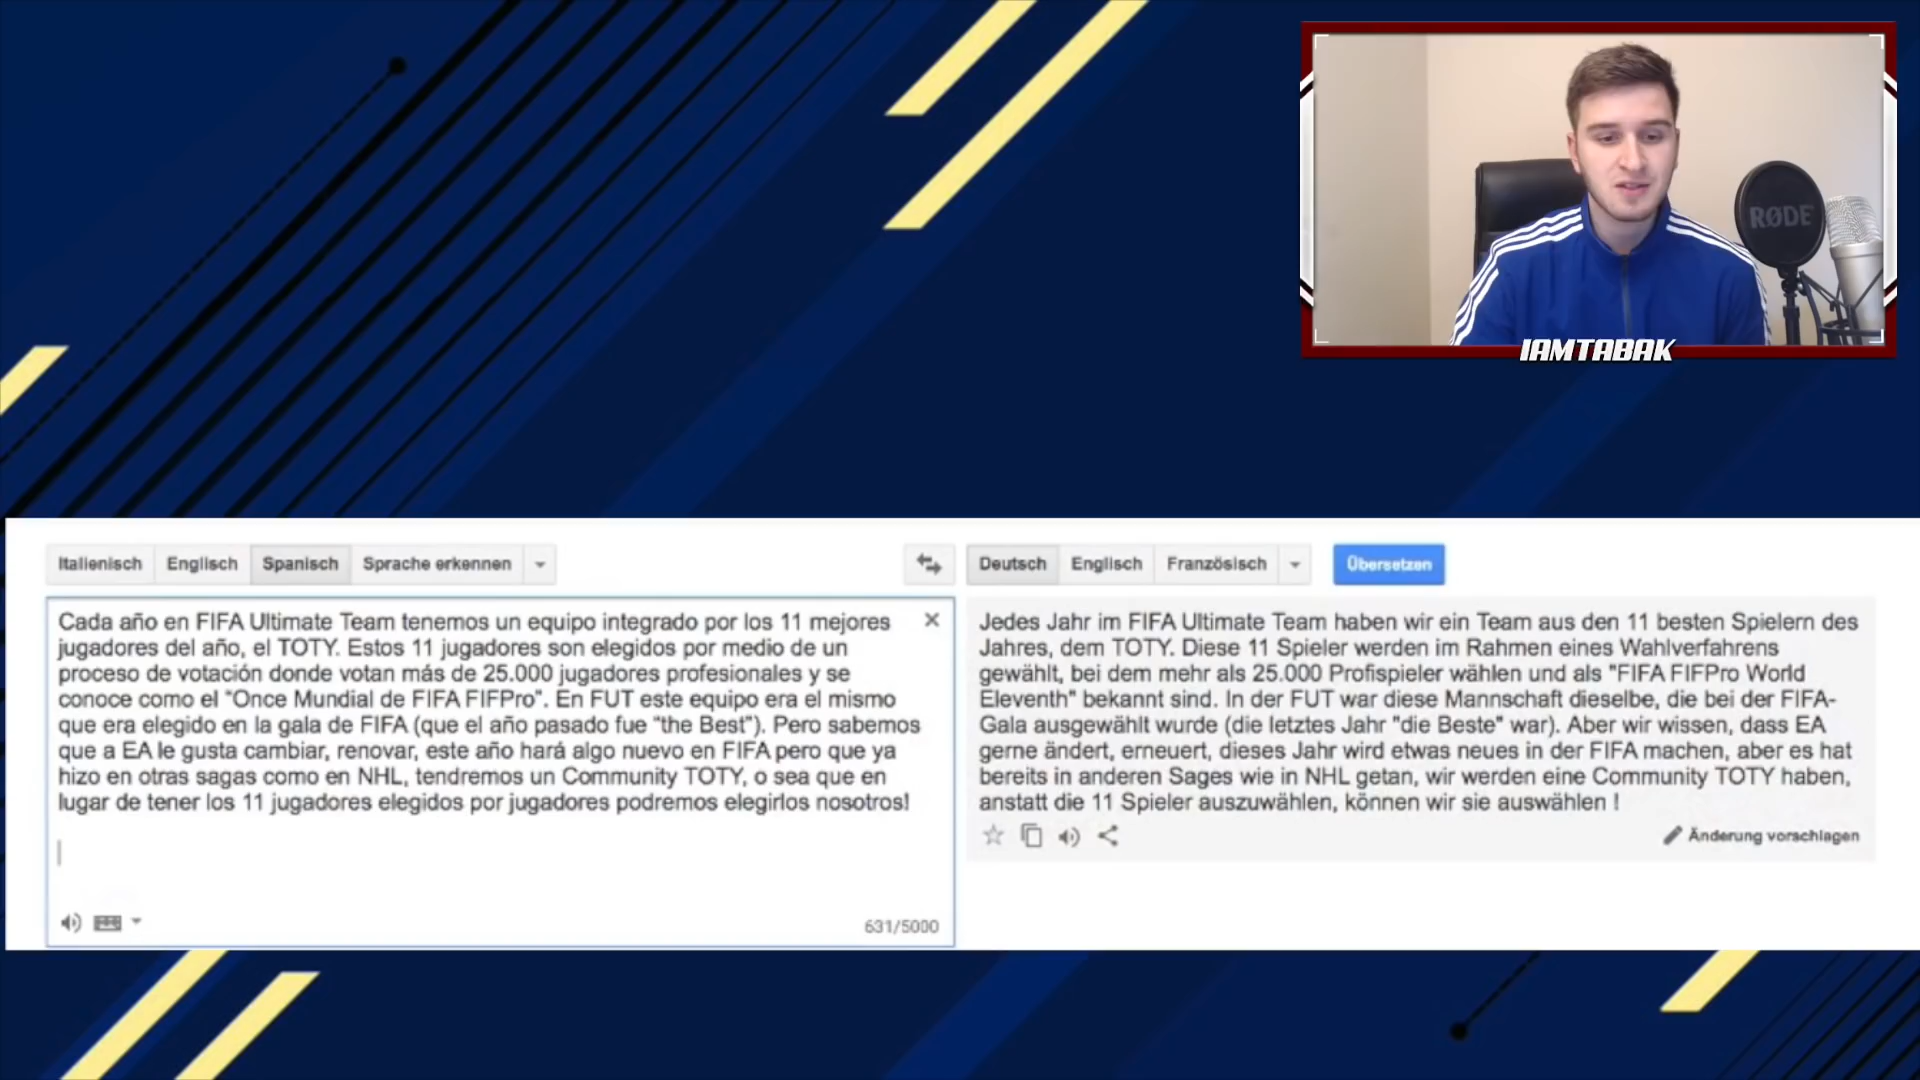 RØDE
IAMTABAK
Italienisch Englisch Spanisch Sprache erkennen
Deutsch Englisch Französisch Übersetzen
Cada año en FIFA Ultimate Team tenemos un equipo integrado por los 11 mejores
jugadores del año, el TOTY. Estos 11 jugadores son elegidos por medio de un
proceso de votación donde votan más de 25.000 jugadores profesionales y se
conoce como el "Once Mundial de FIFA FIFPro". En FUT este equipo era el mismo
que era elegido en la gala de FIFA (que el año pasado fue "the Best"). Pero sabemos
que a EA le gusta cambiar, renovar, este año hará algo nuevo en FIFA pero que ya
hizo en otras sagas como en NHL, tendremos un Community TOTY, o sea que en
lugar de tener los 11 jugadores elegidos por jugadores podremos elegirlos nosotros!
631/5000
Jedes Jahr im FIFA Ultimate Team haben wir ein Team aus den 11 besten Spielern des
Jahres, dem TOTY. Diese 11 Spieler werden im Rahmen eines Wahlverfahrens
gewählt, bei dem mehr als 25.000 Profispieler wählen und als "FIFA FIFPro World
Eleventh" bekannt sind. In der FUT war diese Mannschaft dieselbe, die bei der FIFA-
Gala ausgewählt wurde (die letztes Jahr "die Beste" war). Aber wir wissen, dass EA
gerne ändert, erneuert, dieses Jahr wird etwas neues in der FIFA machen, aber es hat
bereits in anderen Sages wie in NHL getan, wir werden eine Community TOTY haben,
anstatt die 11 Spieler auszuwählen, können wir sie auswählen !
Änderung vorschlagen